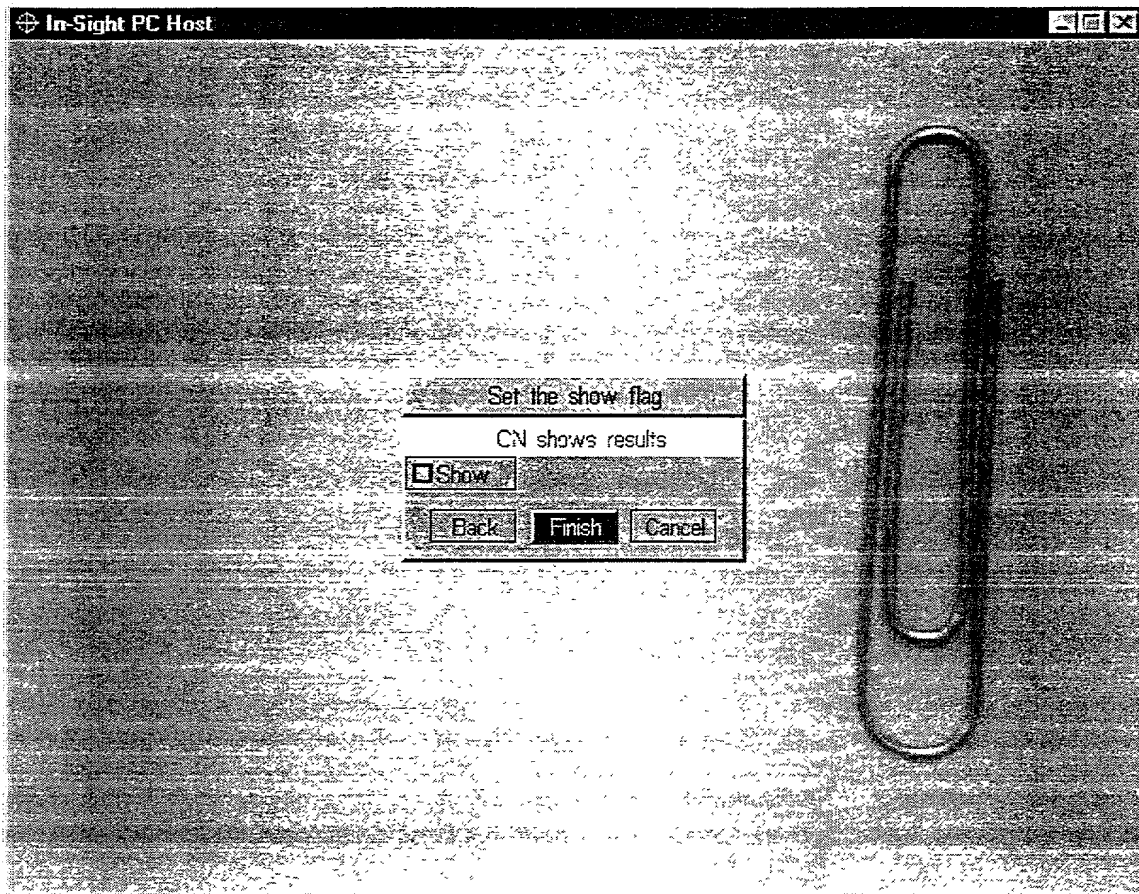 In-Sight PC Host
Set the show flag
CN shows results
Show
Back Finish Cancel